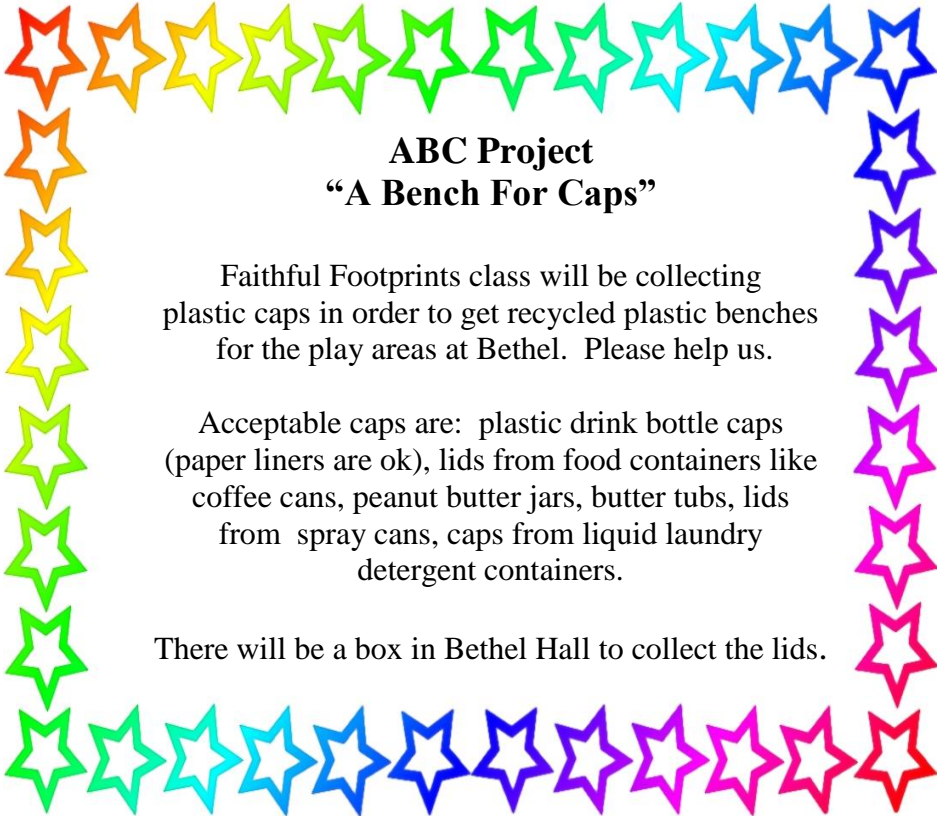 ABC Project
“A Bench For Caps”
Faithful Footprints class will be collecting
plastic caps in order to get recycled plastic benches
for the play areas at Bethel.  Please help us.
Acceptable caps are:  plastic drink bottle caps
(paper liners are ok), lids from food containers like
coffee cans, peanut butter jars, butter tubs, lids
from  spray cans, caps from liquid laundry
detergent containers.
There will be a box in Bethel Hall to collect the lids.